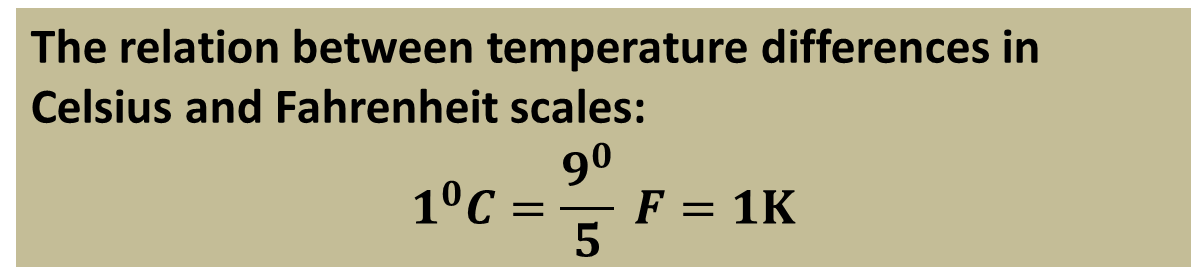 The relation between temperature differences in
Celsius and Fahrenheit scales:
1⁰C = 9⁰/5 F = 1K